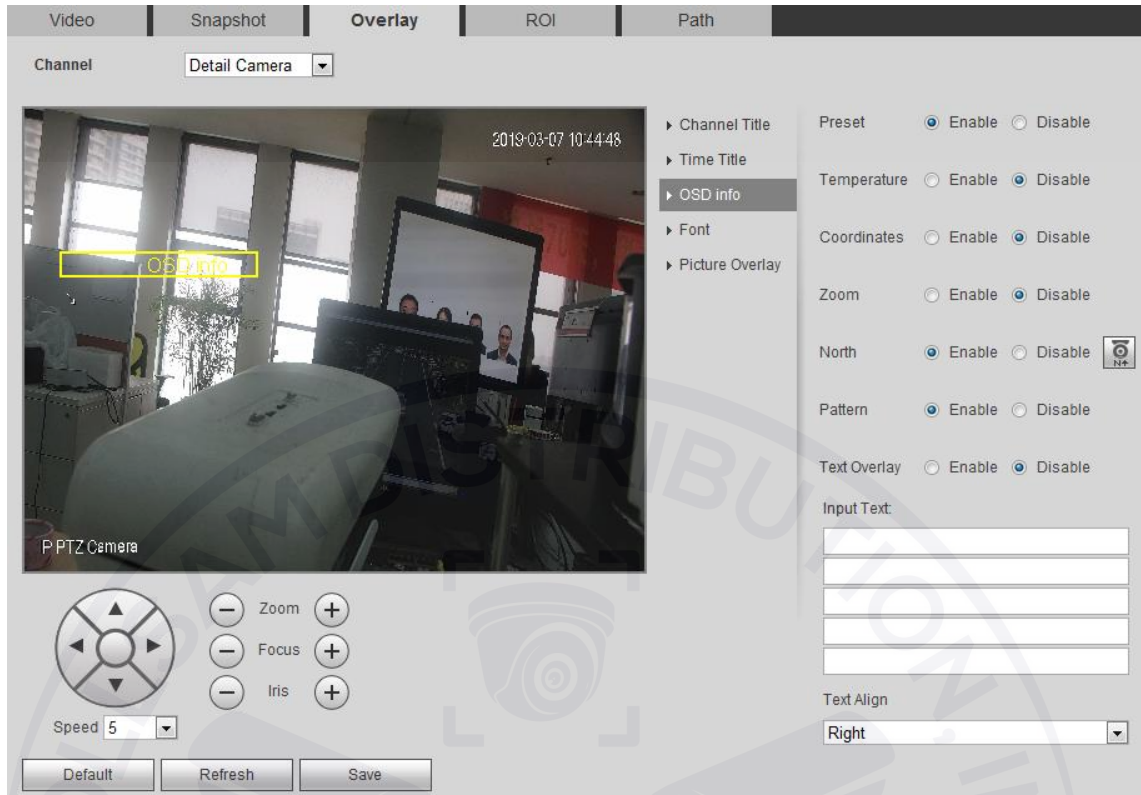 Video Snapshot Overlay ROI Path
Channel Detail Camera
2019-03-07 10:44:48
OSD info
P PTZ Camera
Channel Title
Time Title
OSD info
Font
Picture Overlay
Preset Enable Disable
Temperature Enable Disable
Coordinates Enable Disable
Zoom Enable Disable
North Enable Disable N
Pattern Enable Disable
Text Overlay Enable Disable
Input Text:
Text Align
Right
Zoom
Focus
Iris
Speed 5
Default Refresh Save
SAMDISTRIBUTION, I